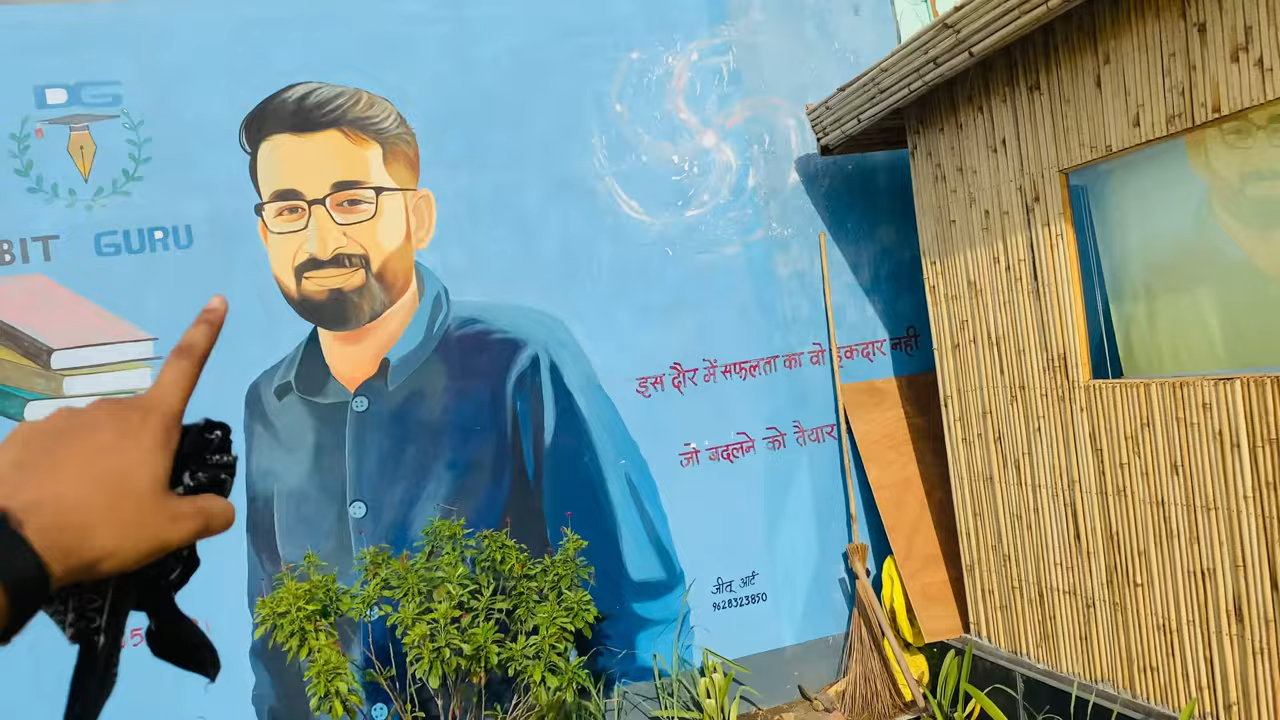 DG
BIT GURU
इस दौर में सफलता का वो हकदार नही
जो बदलने को तैयार
जीतू आर्ट
9628323850